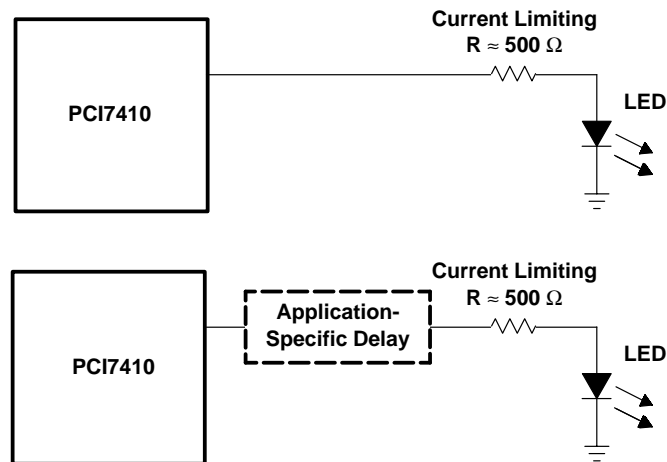 Current Limiting
R ≈ 500 Ω
PCI7410
LED
Current Limiting
R ≈ 500 Ω
Application-
Specific Delay
PCI7410
LED